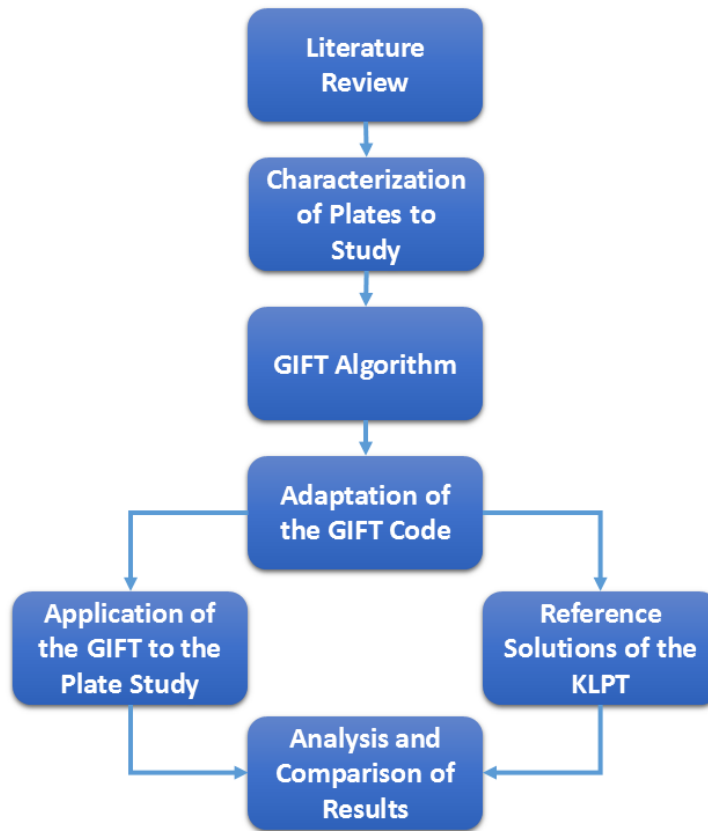 Literature
Review
Characterization
of Plates to
Study
GIFT Algorithm
Adaptation of
the GIFT Code
Application of
the GIFT to the
Plate Study
Reference
Solutions of the
KLPT
Analysis and
Comparison of
Results